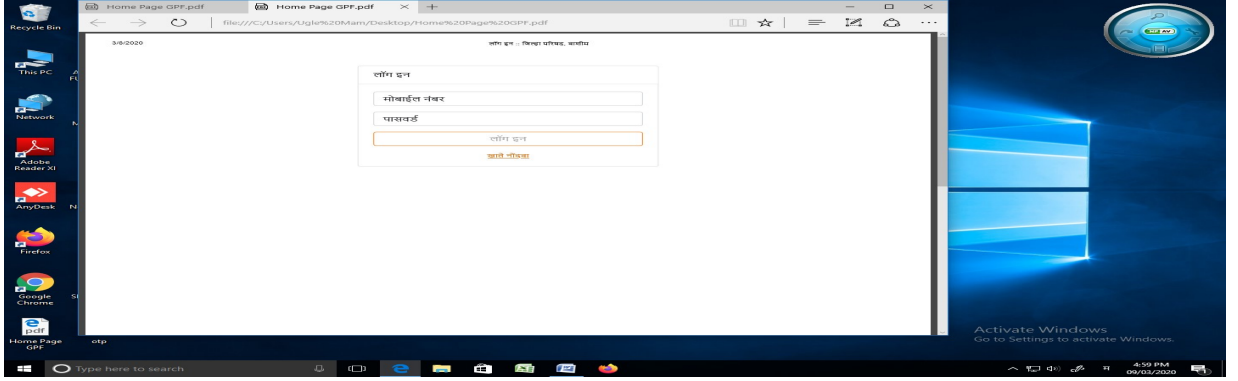 Recycle Bin
This PC
Network
Adobe
Reader XI
AnyDesk
Firefox
Google
Chrome
Home Page
GPF
otp
Home Page GPF.pdf
Home Page GPF.pdf
file:///C:/Users/Ugle%20Mam/Desktop/Home%20Page%20GPF.pdf
3/6/2020
लॉग इन :: जिल्हा परिषद, वाशीम
लॉग इन
मोबाईल नंबर
पासवर्ड
लॉग इन
खाते नोंदवा
Activate Windows
Go to Settings to activate Windows.
Type here to search
म
4:59 PM
09/03/2020